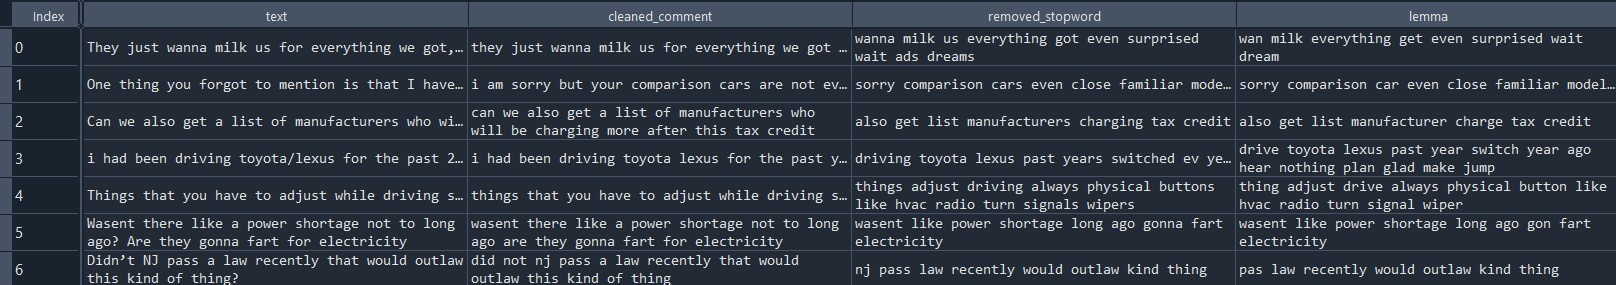 Index text cleaned_comment removed_stopword lemma
0 They just wanna milk us for everything we got,… they just wanna milk us for everything we got … wanna milk us everything got even surprised wan milk everything get even surprised wait
wait ads dreams dream
1 One thing you forgot to mention is that I have… i am sorry but your comparison cars are not ev… sorry comparison cars even close familiar mode… sorry comparison car even close familiar model…
2 Can we also get a list of manufacturers who wi… can we also get a list of manufacturers who also get list manufacturers charging tax credit also get list manufacturer charge tax credit
will be charging more after this tax credit
3 i had been driving toyota/lexus for the past 2… i had been driving toyota lexus for the past y… driving toyota lexus past years switched ev ye… drive toyota lexus past year switch year ago
hear nothing plan glad make jump
4 Things that you have to adjust while driving s… things that you have to adjust while driving s… things adjust driving always physical buttons thing adjust drive always physical button like
like hvac radio turn signals wipers hvac radio turn signal wiper
5 Wasent there like a power shortage not to long wasent there like a power shortage not to long wasent like power shortage long ago gonna fart wasent like power shortage long ago gon fart
ago? Are they gonna fart for electricity ago are they gonna fart for electricity electricity electricity
6 Didn’t NJ pass a law recently that would outlaw did not nj pass a law recently that would nj pass law recently would outlaw kind thing pas law recently would outlaw kind thing
this kind of thing? outlaw this kind of thing